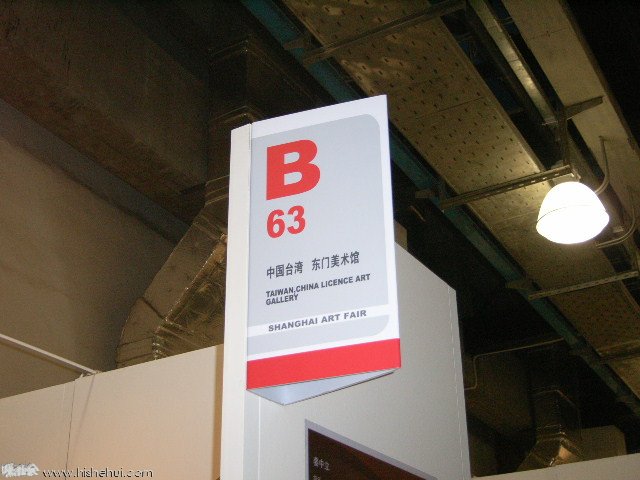 B
63
中国台湾 东门美术馆
TAIWAN,CHINA LICENCE ART
GALLERY
SHANGHAI ART FAIR
www.hishehui.com